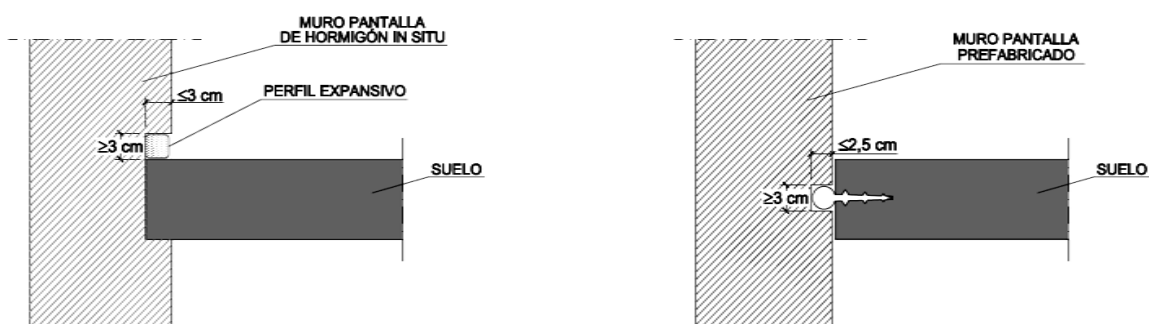 MURO PANTALLA
DE HORMIGÓN IN SITU
≤3 cm
PERFIL EXPANSIVO
≥3 cm
SUELO
MURO PANTALLA
PREFABRICADO
≤2,5 cm
≥3 cm
SUELO